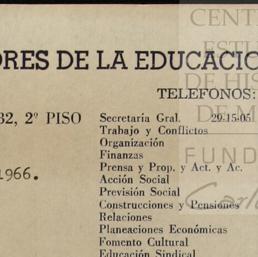 CENT
EST
DE HIS
DE M
FUND
ORES DE LA EDUCACIO
TELEFONOS:
32, 2º PISO
Secretaría Gral. 29-15-05
Trabajo y Conflictos
Organización
Finanzas
1966.
Prensa y Prop. y Act. y Ac.
Acción Social
Previsión Social
Construcciones y Pensiones
Relaciones
Planeaciones Económicas
Fomento Cultural
Educación Sindical